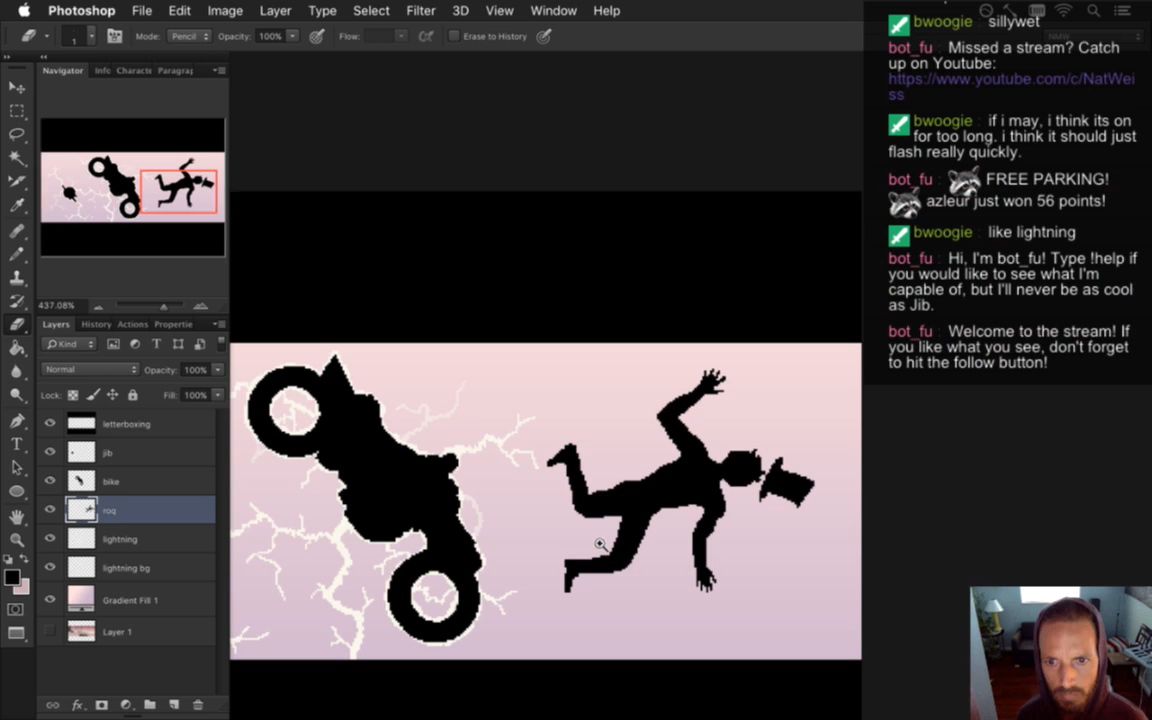 Photoshop File Edit Image Layer Type Select Filter 3D View Window Help
1 Mode: Pencil Opacity: 100% Flow: Erase to History
Navigator Info Characte Paragraj
437.08%
Layers History Actions Propertie
Kind
Normal Opacity: 100%
Lock: Fill: 100%
letterboxing
jib
bike
roq
lightning
lightning bg
Gradient Fill 1
Layer 1
bwoogie sillywet
bot_fu : Missed a stream? Catch
up on Youtube:
https://www.youtube.com/c/NatWei
ss
bwoogie : if i may, i think its on
for too long. i think it should just
flash really quickly.
bot_fu : FREE PARKING!
azleur just won 56 points!
bwoogie : like lightning
bot_fu : Hi, I'm bot_fu! Type !help if
you would like to see what I'm
capable of, but I'll never be as cool
as Jib.
bot_fu : Welcome to the stream! If
you like what you see, don't forget
to hit the follow button!